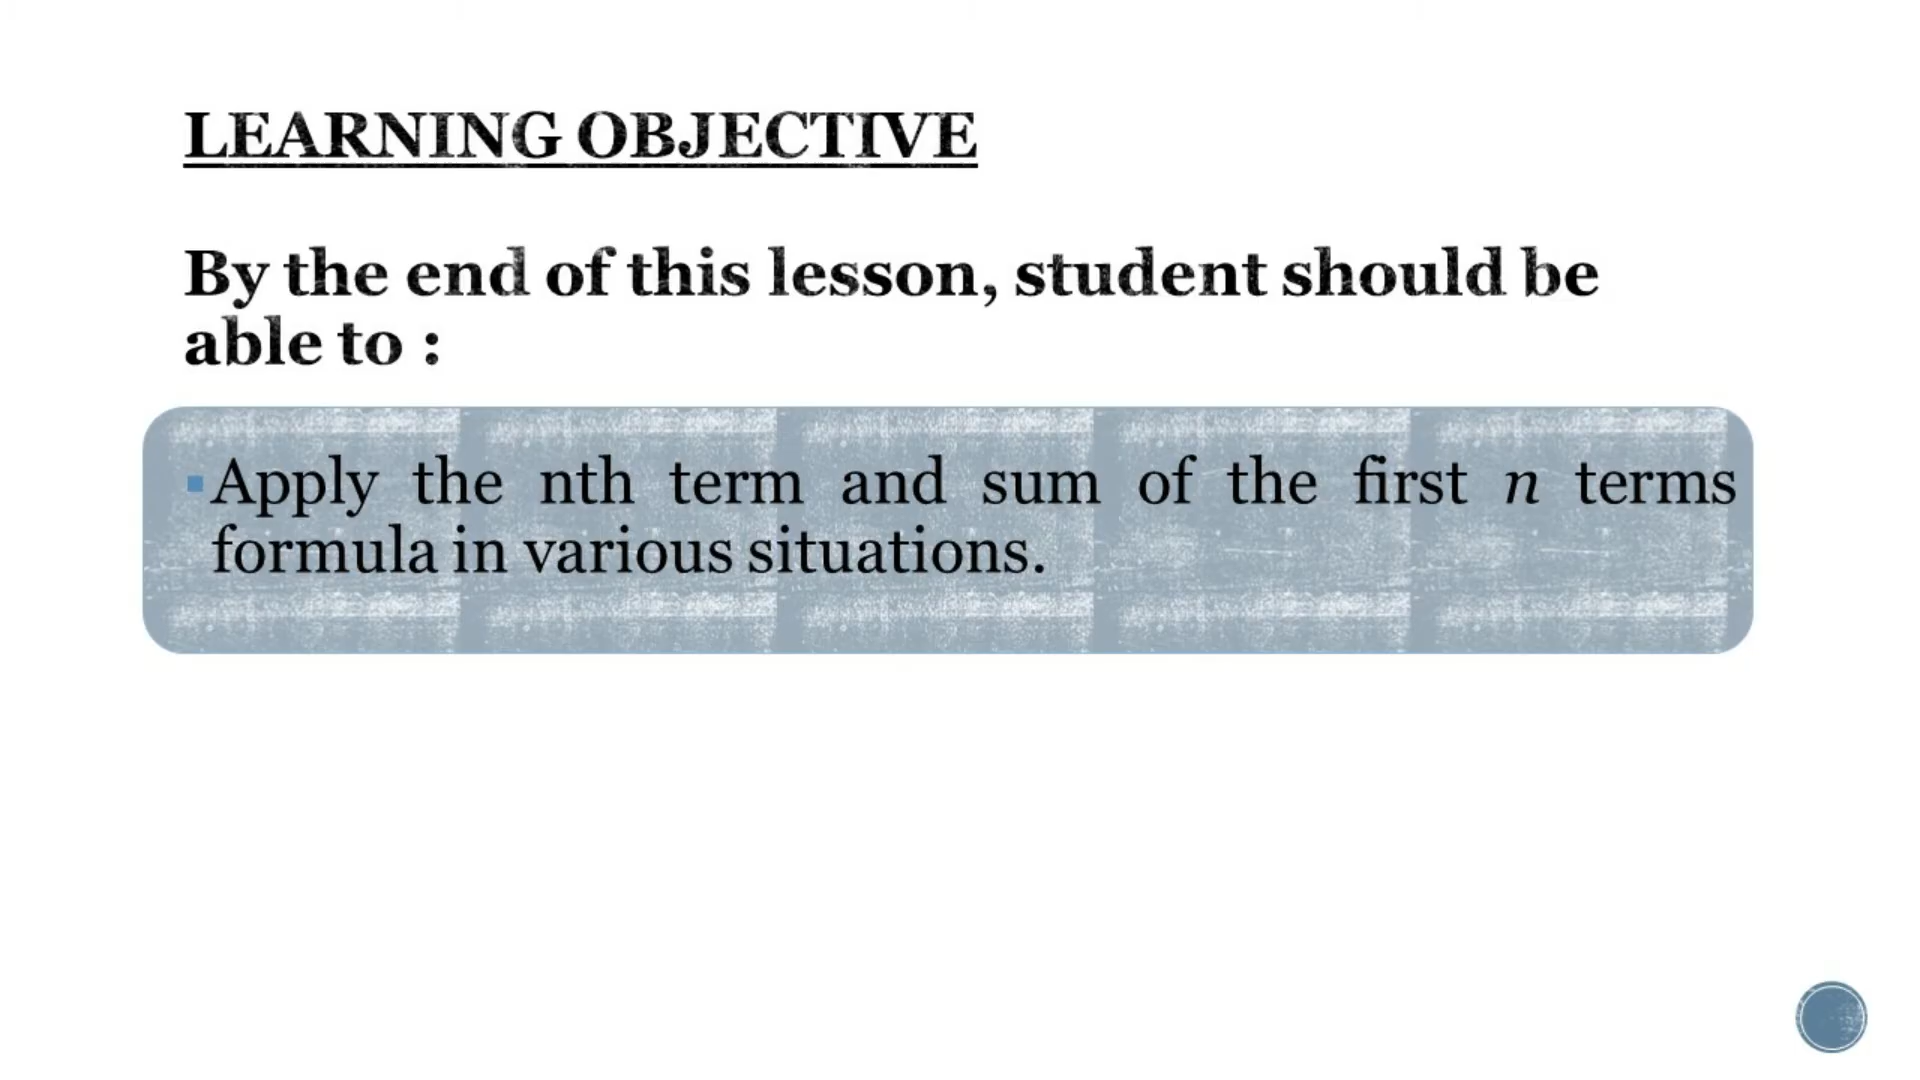 LEARNING OBJECTIVE
By the end of this lesson, student should be
able to :
▪Apply the nth term and sum of the first n terms
formula in various situations.